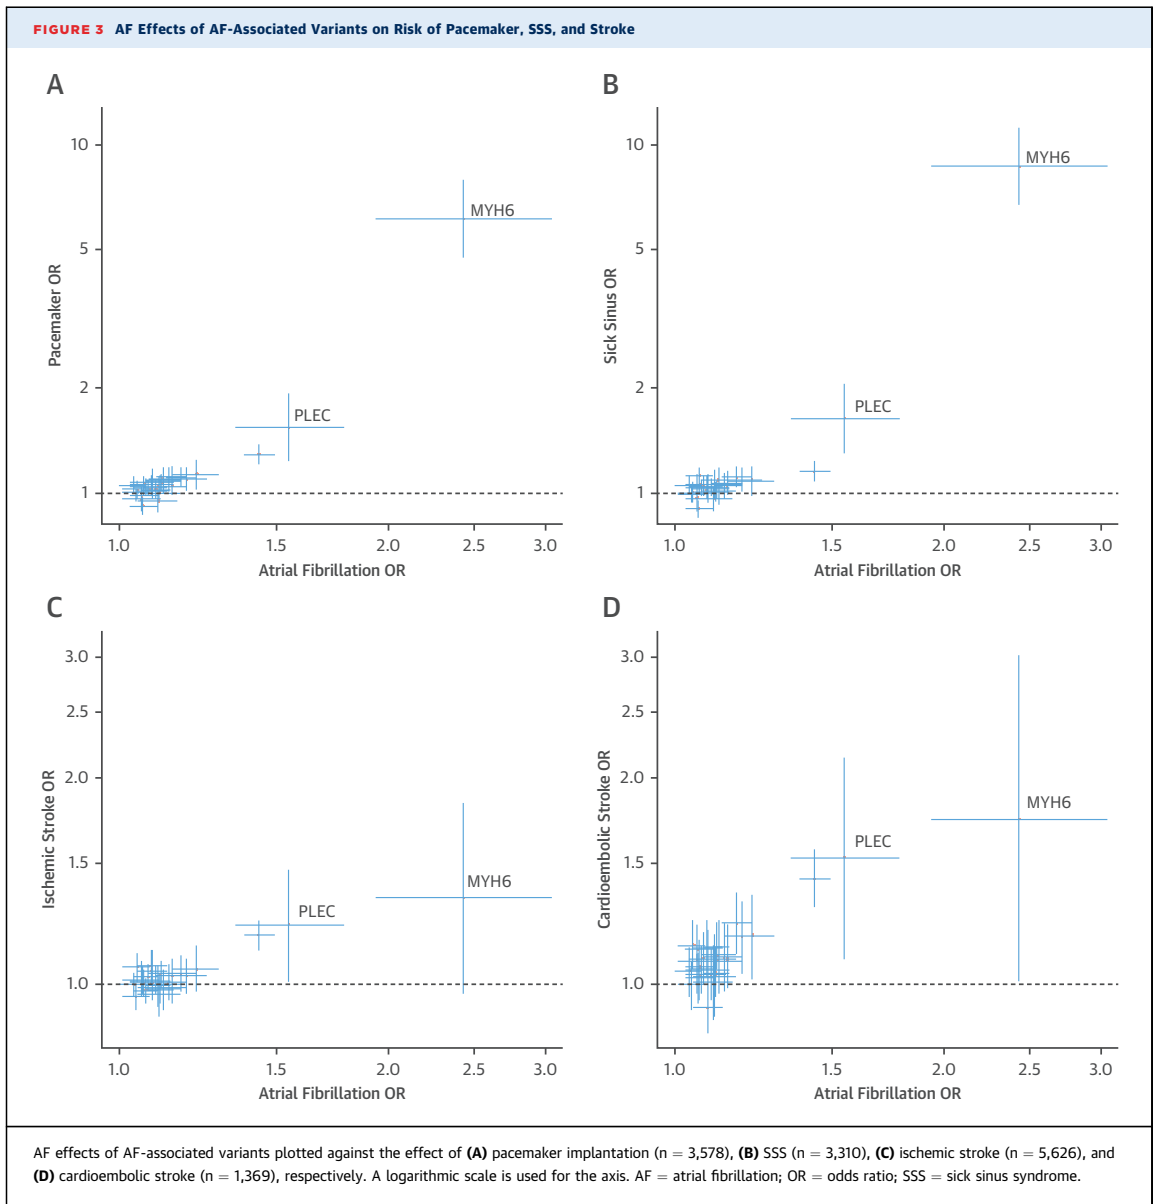 FIGURE 3 AF Effects of AF-Associated Variants on Risk of Pacemaker, SSS, and Stroke
A
10
5
2
1
Pacemaker OR
MYH6
PLEC
1.0 1.5 2.0 2.5 3.0
Atrial Fibrillation OR
B
10
5
2
1
Sick Sinus OR
MYH6
PLEC
1.0 1.5 2.0 2.5 3.0
Atrial Fibrillation OR
C
3.0
2.5
2.0
1.5
1.0
Ischemic Stroke OR
MYH6
PLEC
1.0 1.5 2.0 2.5 3.0
Atrial Fibrillation OR
D
3.0
2.5
2.0
1.5
1.0
Cardioembolic Stroke OR
MYH6
PLEC
1.0 1.5 2.0 2.5 3.0
Atrial Fibrillation OR
AF effects of AF-associated variants plotted against the effect of (A) pacemaker implantation (n = 3,578), (B) SSS (n = 3,310), (C) ischemic stroke (n = 5,626), and
(D) cardioembolic stroke (n = 1,369), respectively. A logarithmic scale is used for the axis. AF = atrial fibrillation; OR = odds ratio; SSS = sick sinus syndrome.